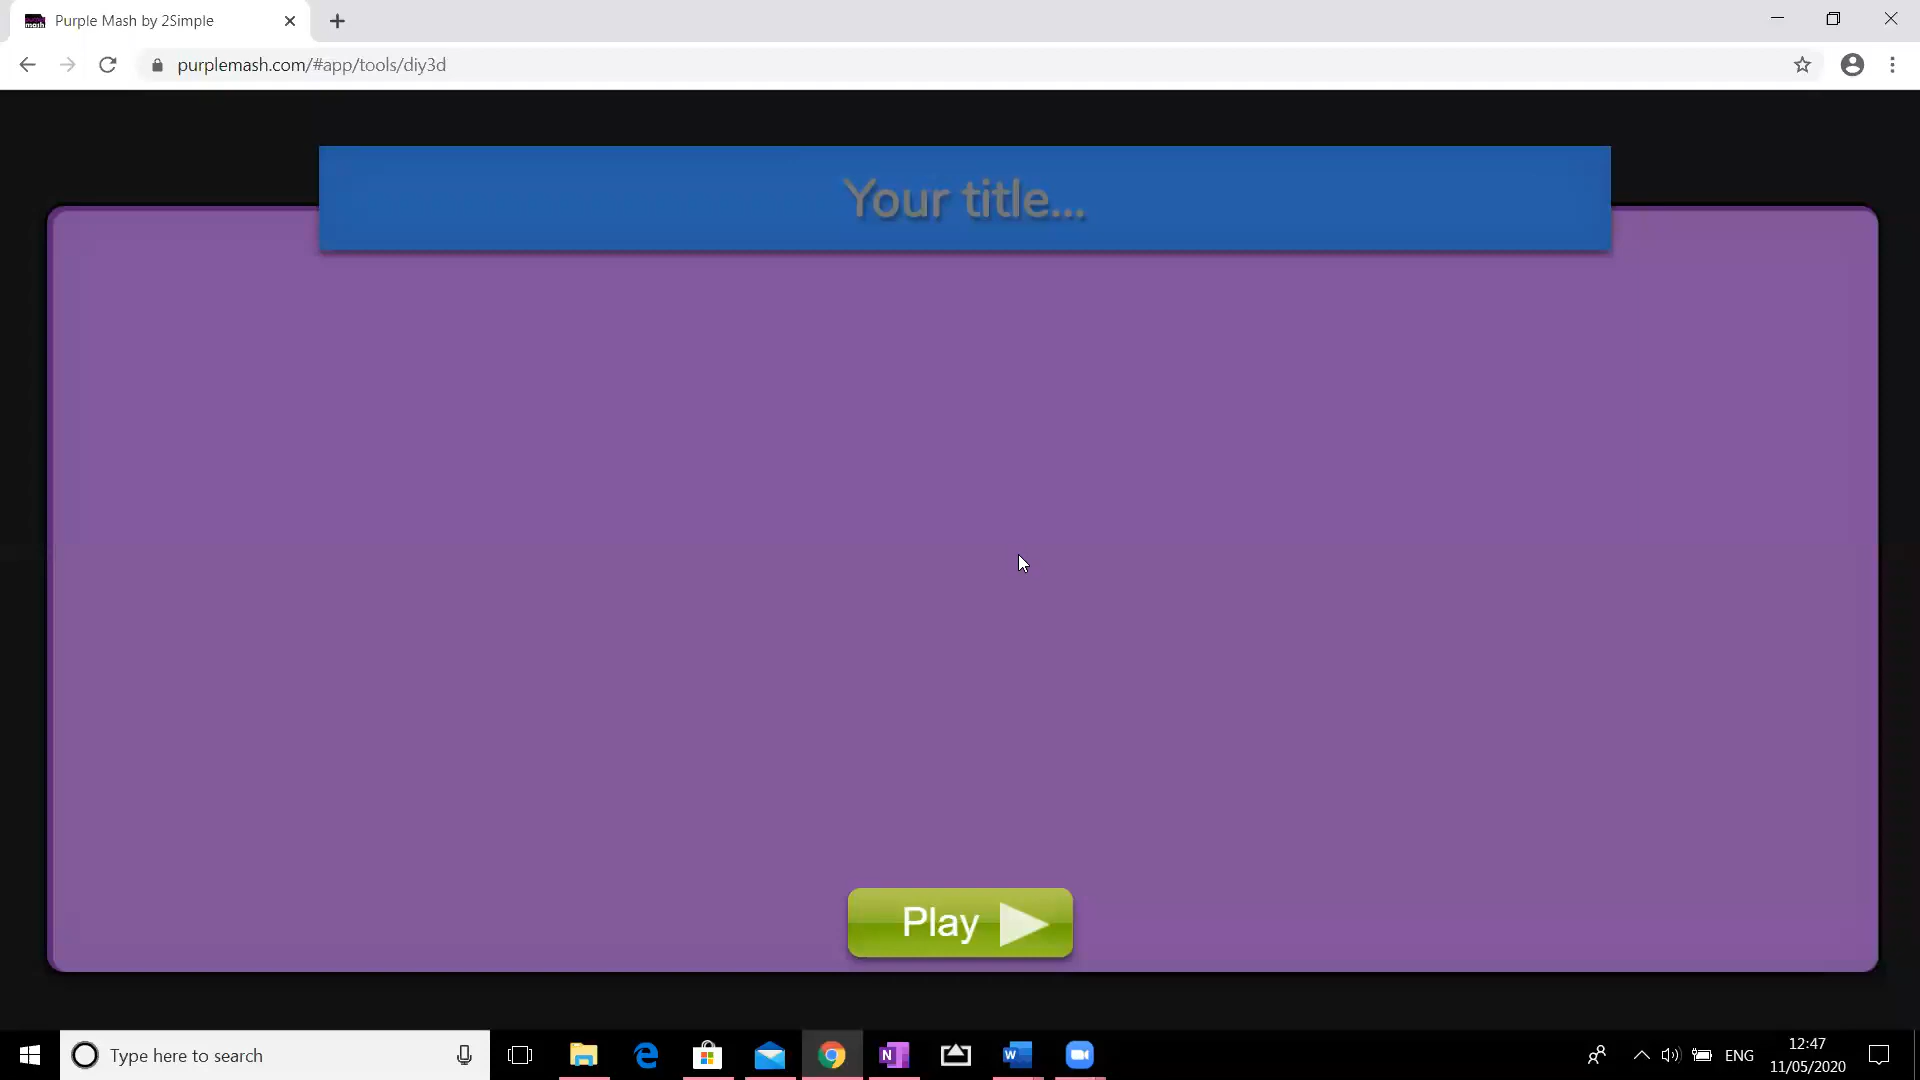 Purple Mash by 2Simple
purplemash.com/#app/tools/diy3d
Your title...
Play
Type here to search
ENG
12:47
11/05/2020